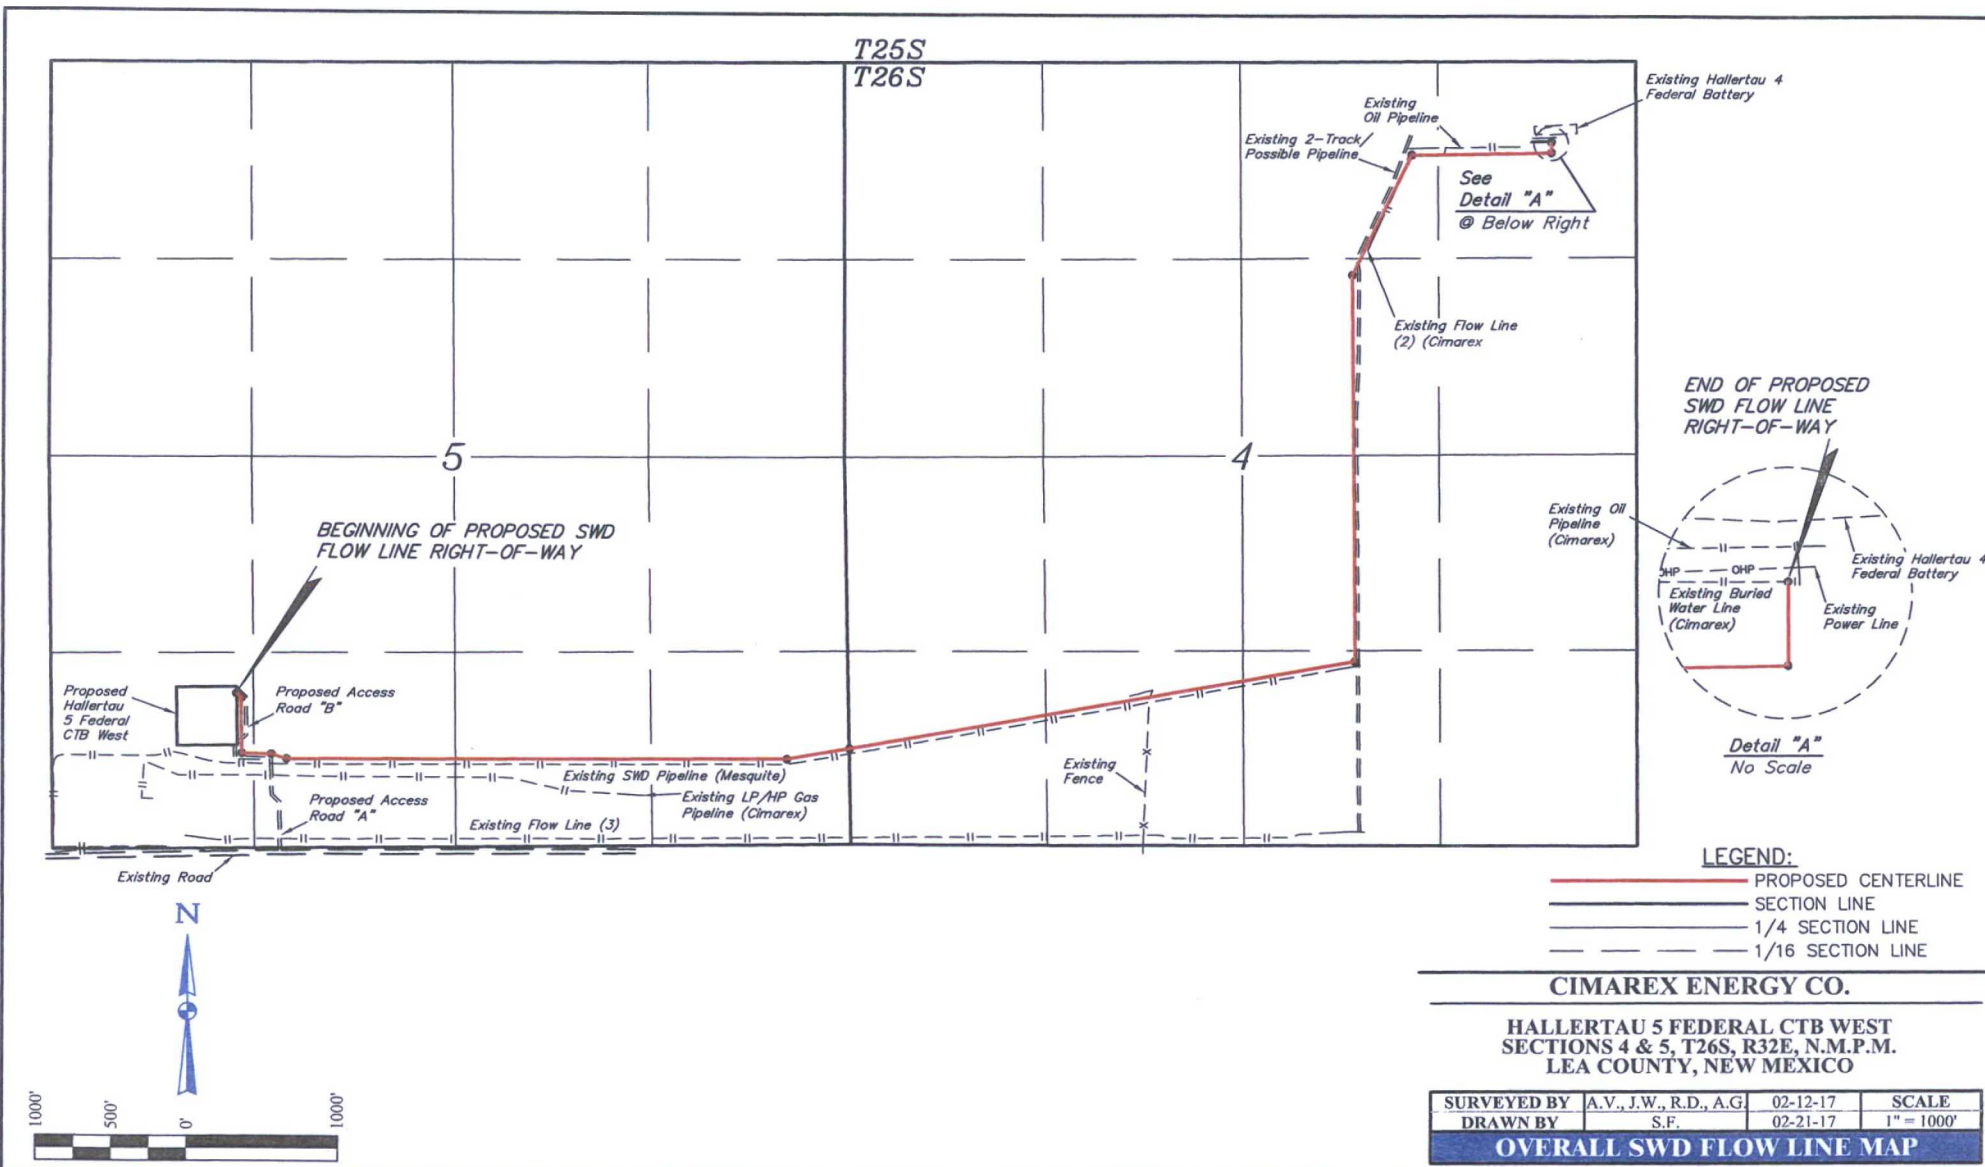 T25S
T26S
Existing Hallertau 4
Federal Battery
Existing
Oil Pipeline
Existing 2-Track/
Possible Pipeline
See
Detail "A"
@ Below Right
Existing Flow Line
(2) (Cimarex
5
4
END OF PROPOSED
SWD FLOW LINE
RIGHT-OF-WAY
BEGINNING OF PROPOSED SWD
FLOW LINE RIGHT-OF-WAY
Existing Oil
Pipeline
(Cimarex)
Existing Hallertau 4
Federal Battery
OHP
OHP
Existing Buried
Water Line
(Cimarex)
Existing
Power Line
Detail "A"
No Scale
Proposed
Hallertau
5 Federal
CTB West
Proposed Access
Road "B"
Existing SWD Pipeline (Mesquite)
Existing
Fence
Proposed Access
Road "A"
Existing LP/HP Gas
Pipeline (Cimarex)
Existing Flow Line (3)
Existing Road
N
1000'
500'
0'
1000'
LEGEND:
PROPOSED CENTERLINE
SECTION LINE
1/4 SECTION LINE
1/16 SECTION LINE
CIMAREX ENERGY CO.
HALLERTAU 5 FEDERAL CTB WEST
SECTIONS 4 & 5, T26S, R32E, N.M.P.M.
LEA COUNTY, NEW MEXICO
SURVEYED BY A.V., J.W., R.D., A.G. 02-12-17 SCALE
DRAWN BY S.F. 02-21-17 1" = 1000'
OVERALL SWD FLOW LINE MAP